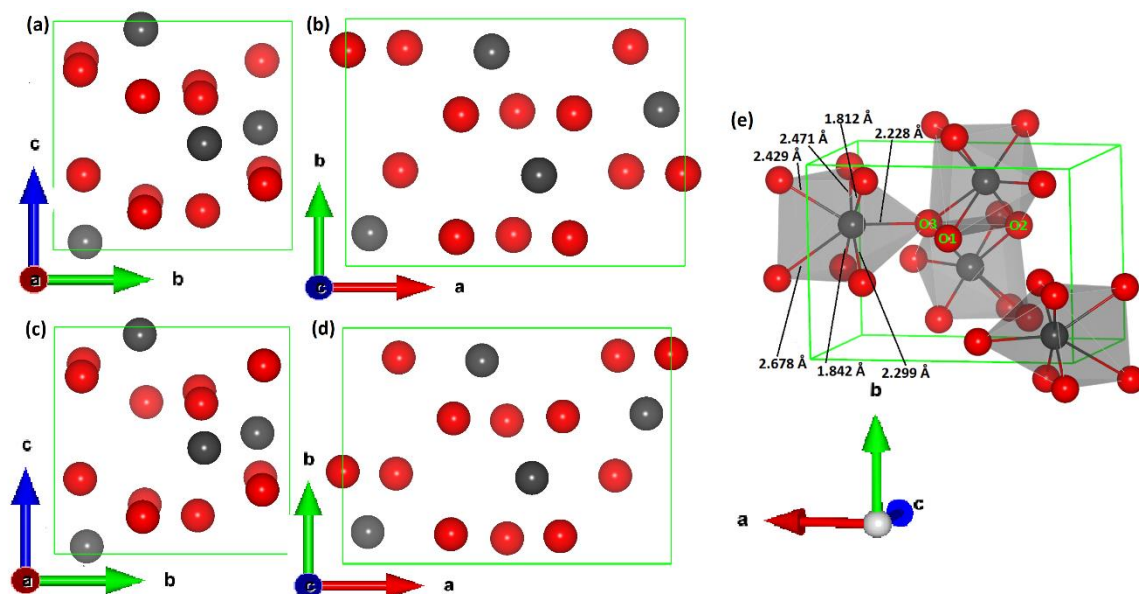 (a)
c
a
b
(b)
b
c
a
(c)
c
a
b
(d)
b
c
a
(e)
1.812 Å
2.471 Å
2.228 Å
2.429 Å
O3
O1
O2
2.678 Å
1.842 Å
2.299 Å
b
a
c